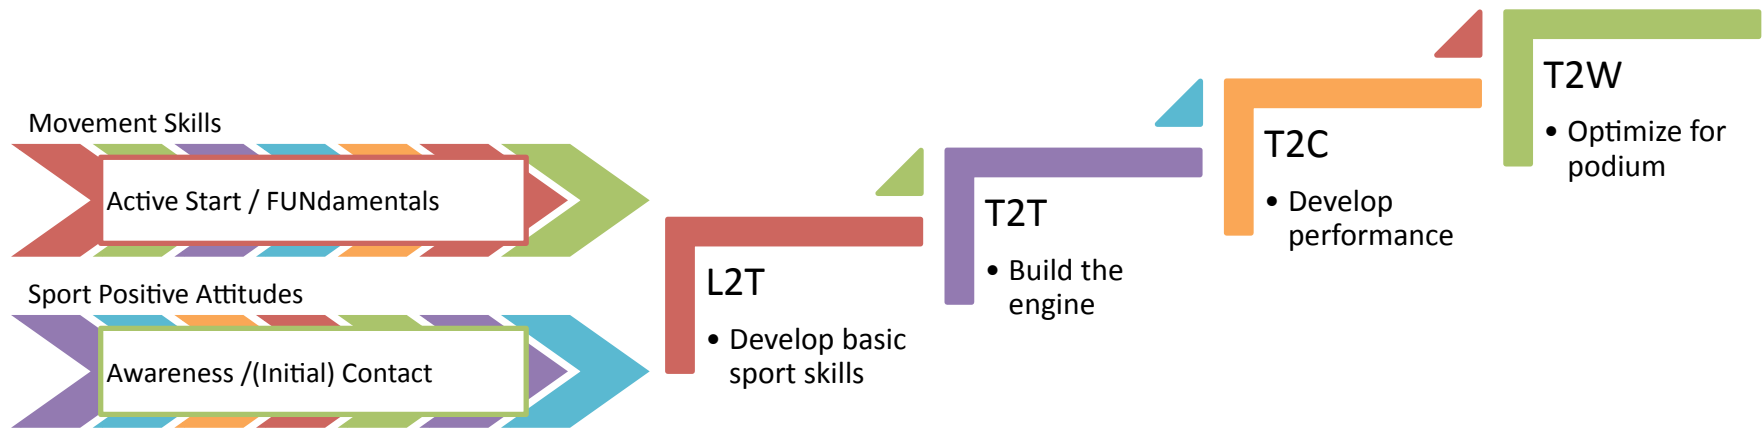 Movement Skills
Active Start / FUNdamentals
Sport Positive Attitudes
Awareness /(Initial) Contact
L2T
• Develop basic
sport skills
T2T
• Build the
engine
T2C
• Develop
performance
T2W
• Optimize for
podium